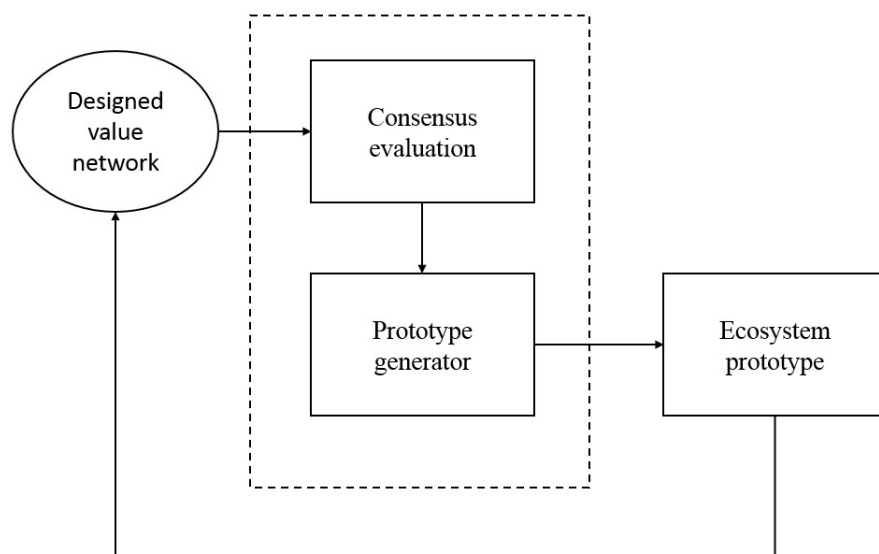 Designed
value
network
Consensus
evaluation
Prototype
generator
Ecosystem
prototype